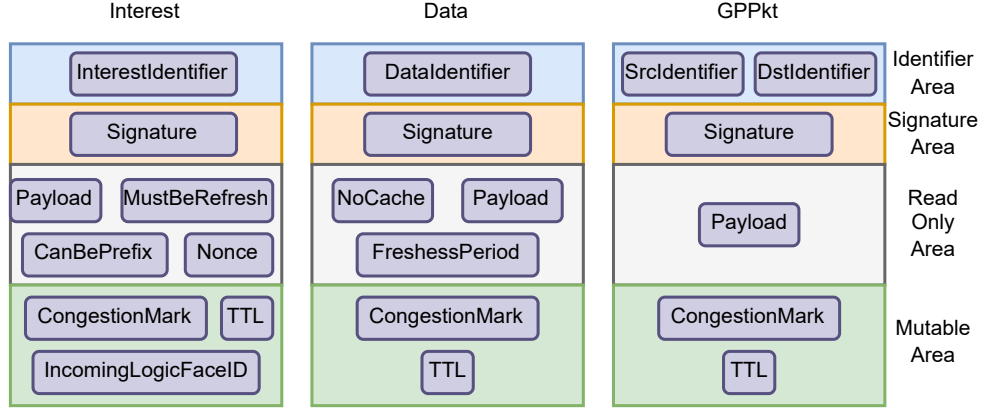 Interest Data GPPkt
InterestIdentifier DataIdentifier SrcIdentifier DstIdentifier Identifier Area
Signature Signature Signature Signature Area
Payload MustBeRefresh NoCache Payload Payload Read Only Area
CanBePrefix Nonce FreshessPeriod
CongestionMark TTL CongestionMark CongestionMark Mutable Area
IncomingLogicFaceID TTL TTL